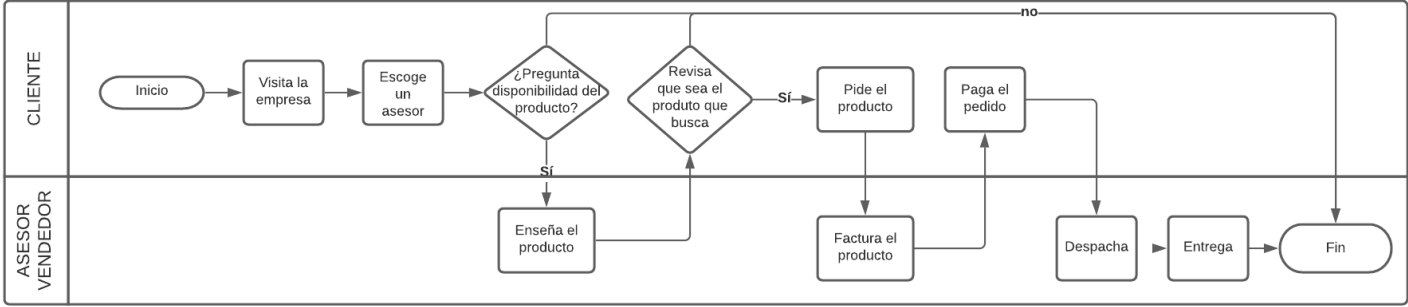 CLIENTE
Inicio
Visita la
empresa
Escoge
un
asesor
¿Pregunta
disponibilidad del
producto?
Sí
Revisa
que sea el
produto que
busca
Sí
no
Pide el
producto
Paga el
pedido
ASESOR
VENDEDOR
Enseña el
producto
Factura el
producto
Despacha
Entrega
Fin